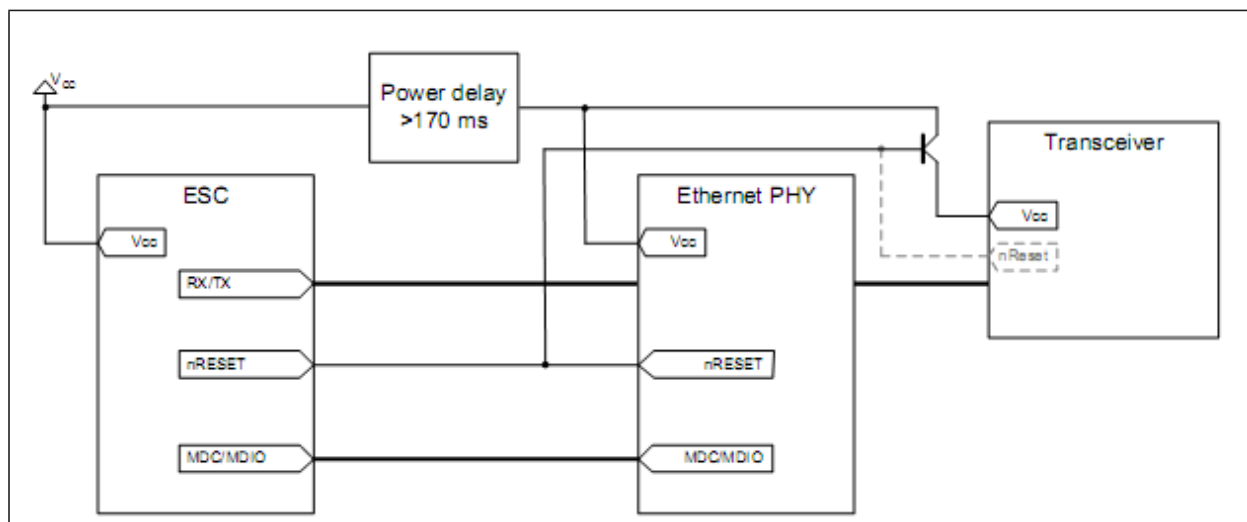 Vcc
Power delay
>170 ms
Transceiver
ESC
Ethernet PHY
Vcc
Vcc
Vcc
nReset
RX/TX
nRESET
nRESET
MDC/MDIO
MDC/MDIO